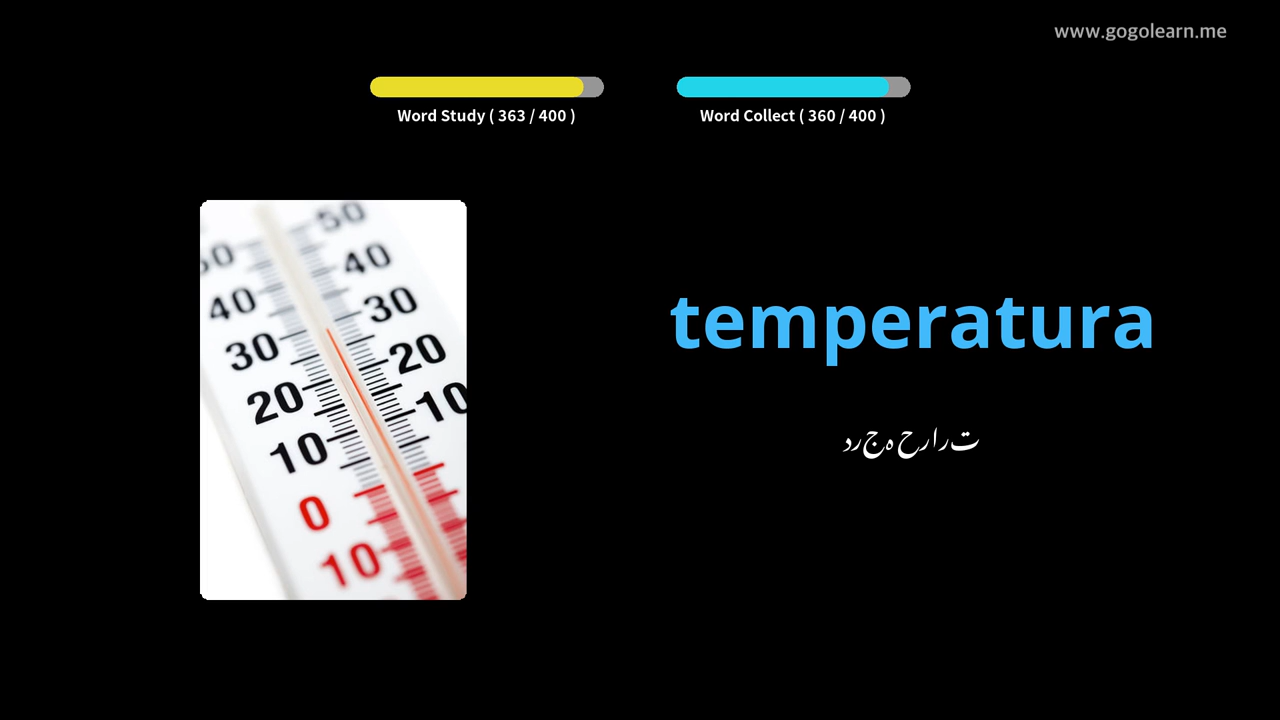 www.gogolearn.me
Word Study ( 363 / 400 )
Word Collect ( 360 / 400 )
50
50
40
40
30
30
20
20
10
10
0
10
temperatura
درجہ حرارت